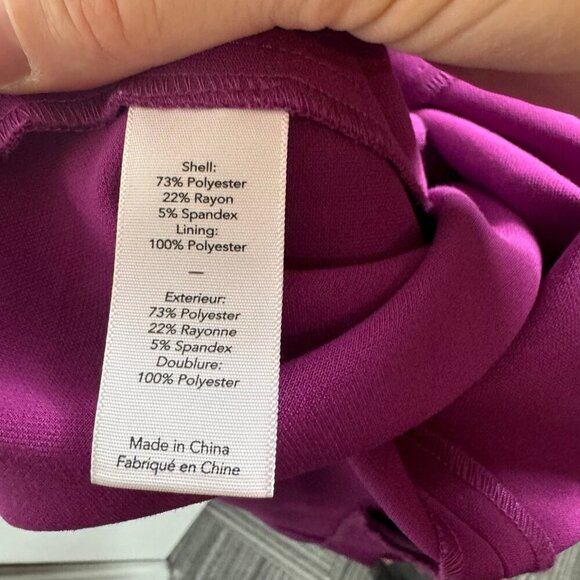 Shell:
73% Polyester
22% Rayon
5% Spandex
Lining:
100% Polyester
—
Exterieur:
73% Polyester
22% Rayonne
5% Spandex
Doublure:
100% Polyester
Made in China
Fabriqué en Chine